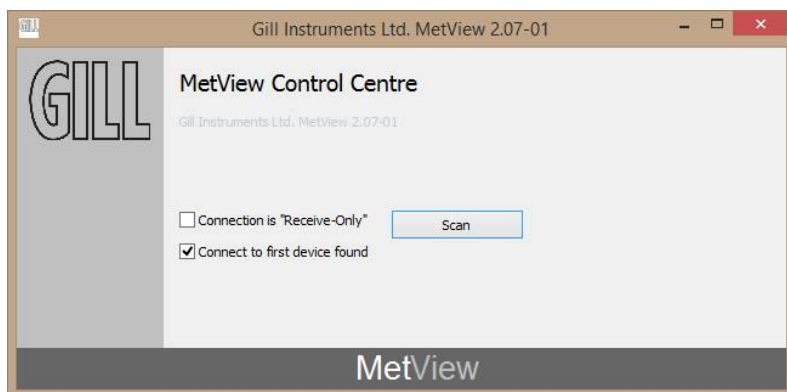 Gill Instruments Ltd. MetView 2.07-01
GILL
MetView Control Centre
Gill Instruments Ltd. MetView 2.07-01
Connection is "Receive-Only"
Scan
Connect to first device found
MetView